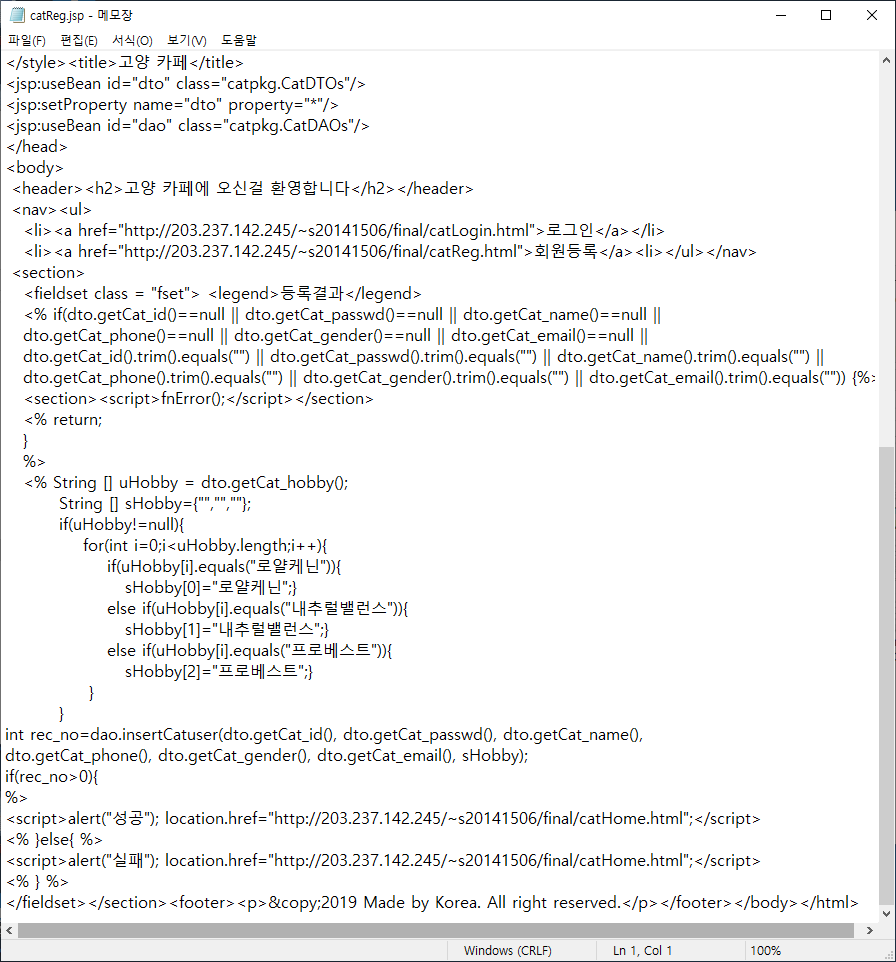 catReg.jsp - 메모장
파일(F) 편집(E) 서식(O) 보기(V) 도움말
</style><title>고양 카페</title>
<jsp:useBean id="dto" class="catpkg.CatDTOs"/>
<jsp:setProperty name="dto" property="*"/>
<jsp:useBean id="dao" class="catpkg.CatDAOs"/>
</head>
<body>
<header><h2>고양 카페에 오신걸 환영합니다</h2></header>
<nav><ul>
<li><a href="http://203.237.142.245/~s20141506/final/catLogin.html">로그인</a></li>
<li><a href="http://203.237.142.245/~s20141506/final/catReg.html">회원등록</a><li></ul></nav>
<section>
<fieldset class = "fset"> <legend>등록결과</legend>
<% if(dto.getCat_id()==null || dto.getCat_passwd()==null || dto.getCat_name()==null ||
dto.getCat_phone()==null || dto.getCat_gender()==null || dto.getCat_email()==null ||
dto.getCat_id().trim().equals("") || dto.getCat_passwd().trim().equals("") || dto.getCat_name().trim().equals("") ||
dto.getCat_phone().trim().equals("") || dto.getCat_gender().trim().equals("") || dto.getCat_email().trim().equals("")) {%>
<section><script>fnError();</script></section>
<% return;
}
%>
<% String [] uHobby = dto.getCat_hobby();
String [] sHobby={"","",""};
if(uHobby!=null){
for(int i=0;i<uHobby.length;i++){
if(uHobby[i].equals("로얄케닌")){
sHobby[0]="로얄케닌";}
else if(uHobby[i].equals("내추럴밸런스")){
sHobby[1]="내추럴밸런스";}
else if(uHobby[i].equals("프로베스트")){
sHobby[2]="프로베스트";}
}
}
int rec_no=dao.insertCatuser(dto.getCat_id(), dto.getCat_passwd(), dto.getCat_name(),
dto.getCat_phone(), dto.getCat_gender(), dto.getCat_email(), sHobby);
if(rec_no>0){
%>
<script>alert("성공"); location.href="http://203.237.142.245/~s20141506/final/catHome.html";</script>
<% }else{ %>
<script>alert("실패"); location.href="http://203.237.142.245/~s20141506/final/catHome.html";</script>
<% } %>
</fieldset></section><footer><p>&copy;2019 Made by Korea. All right reserved.</p></footer></body></html>
Windows (CRLF) Ln 1, Col 1 100%